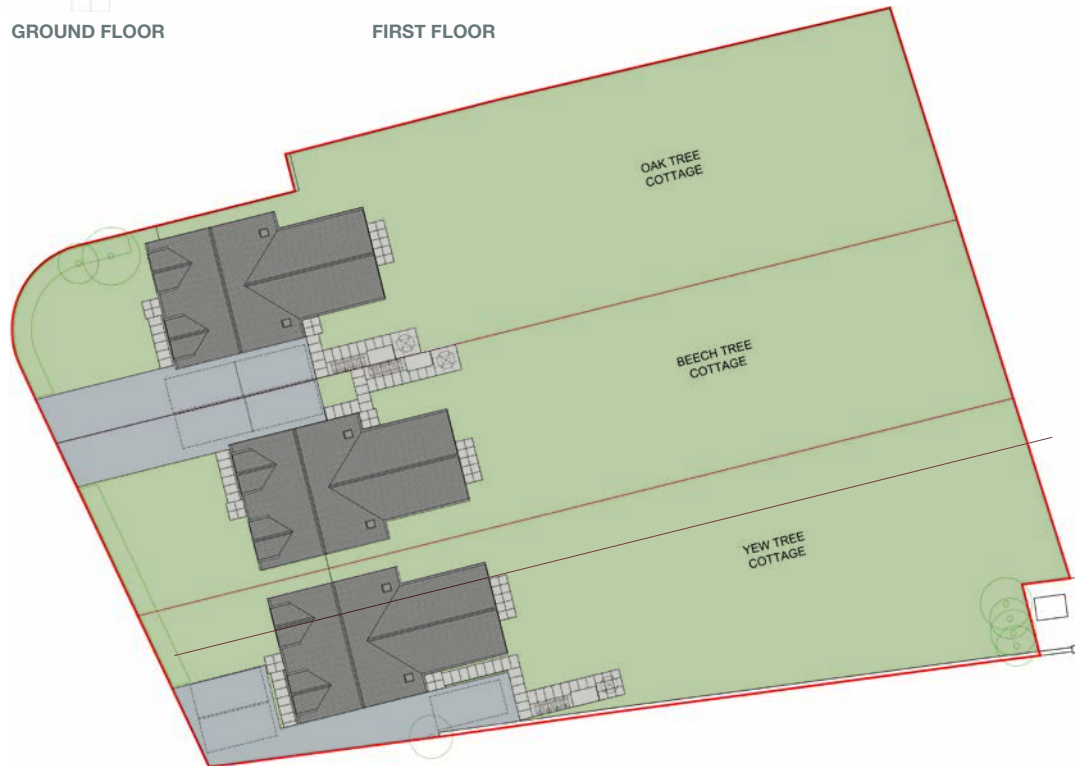 GROUND FLOOR
FIRST FLOOR
OAK TREE
COTTAGE
BEECH TREE
COTTAGE
YEW TREE
COTTAGE